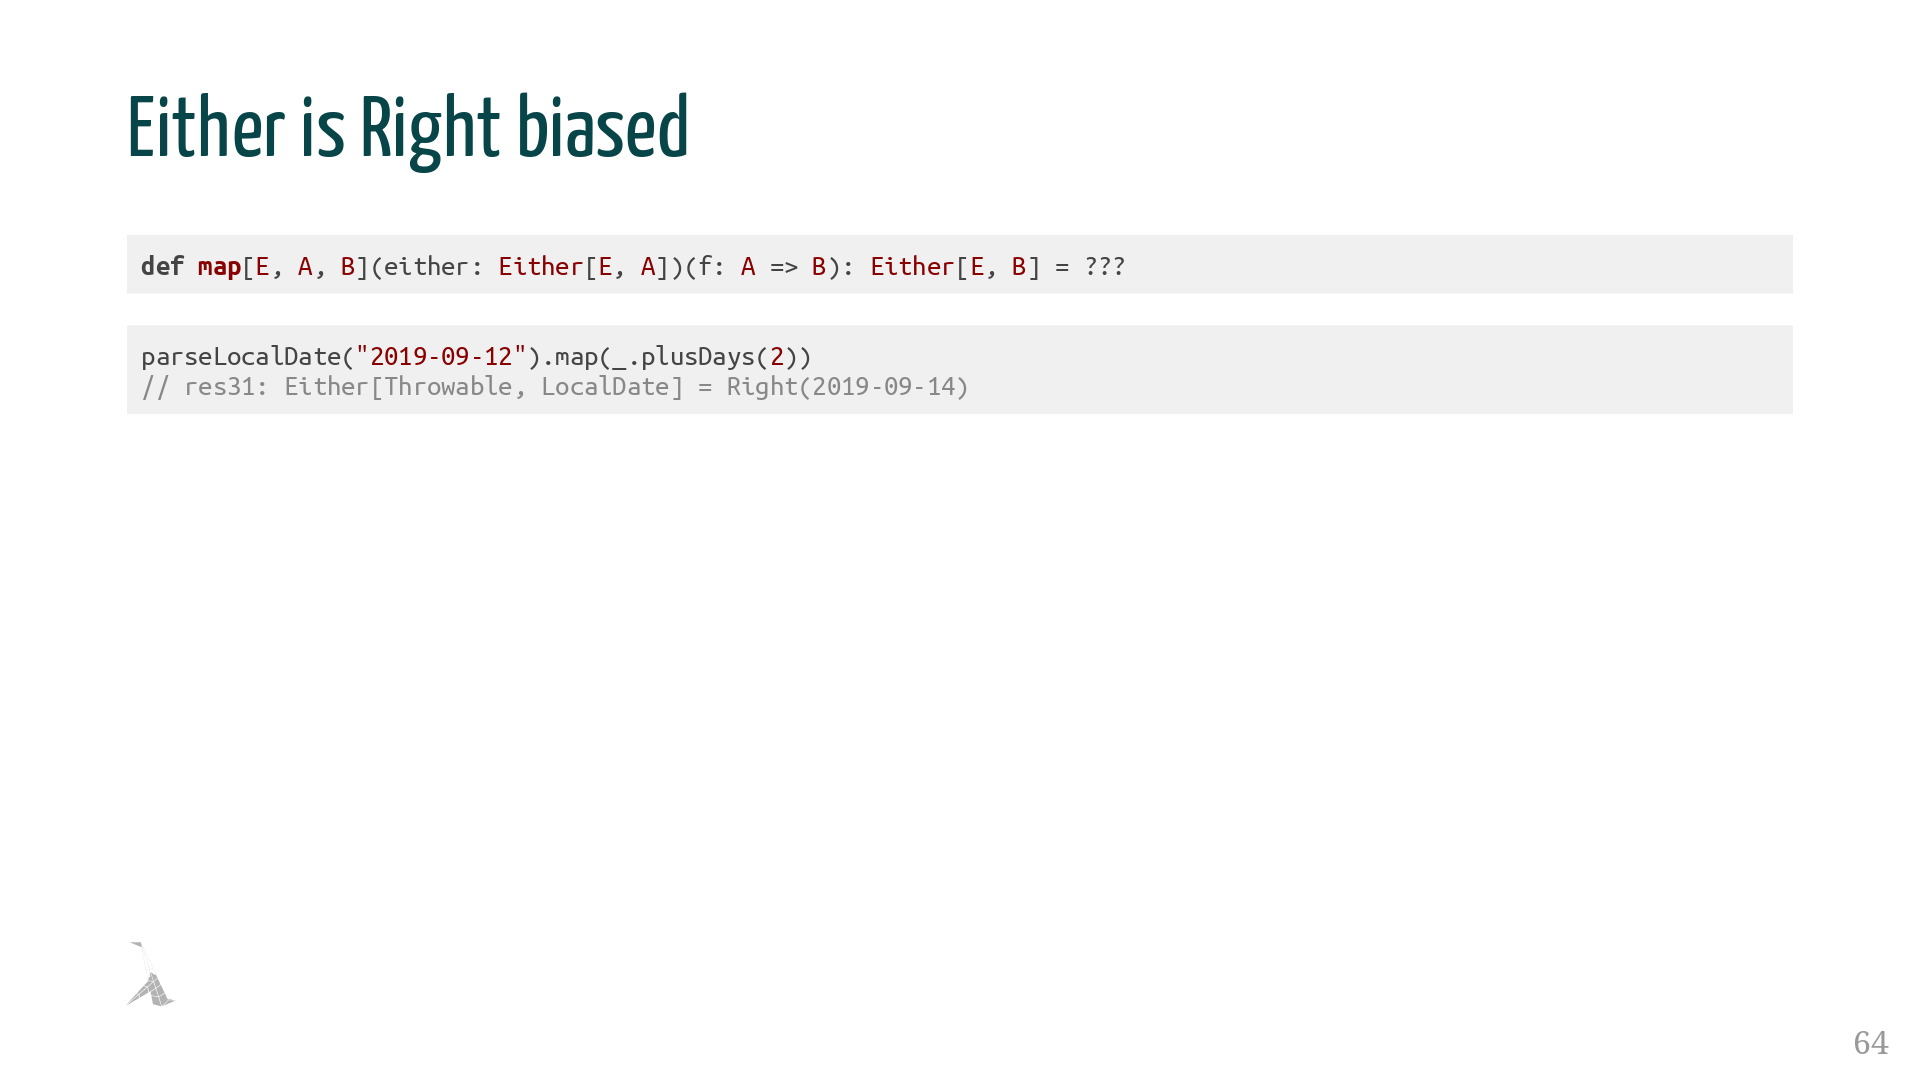 Either is Right biased
def map[E, A, B](either: Either[E, A])(f: A => B): Either[E, B] = ???
parseLocalDate("2019-09-12").map(_.plusDays(2))
// res31: Either[Throwable, LocalDate] = Right(2019-09-14)
64